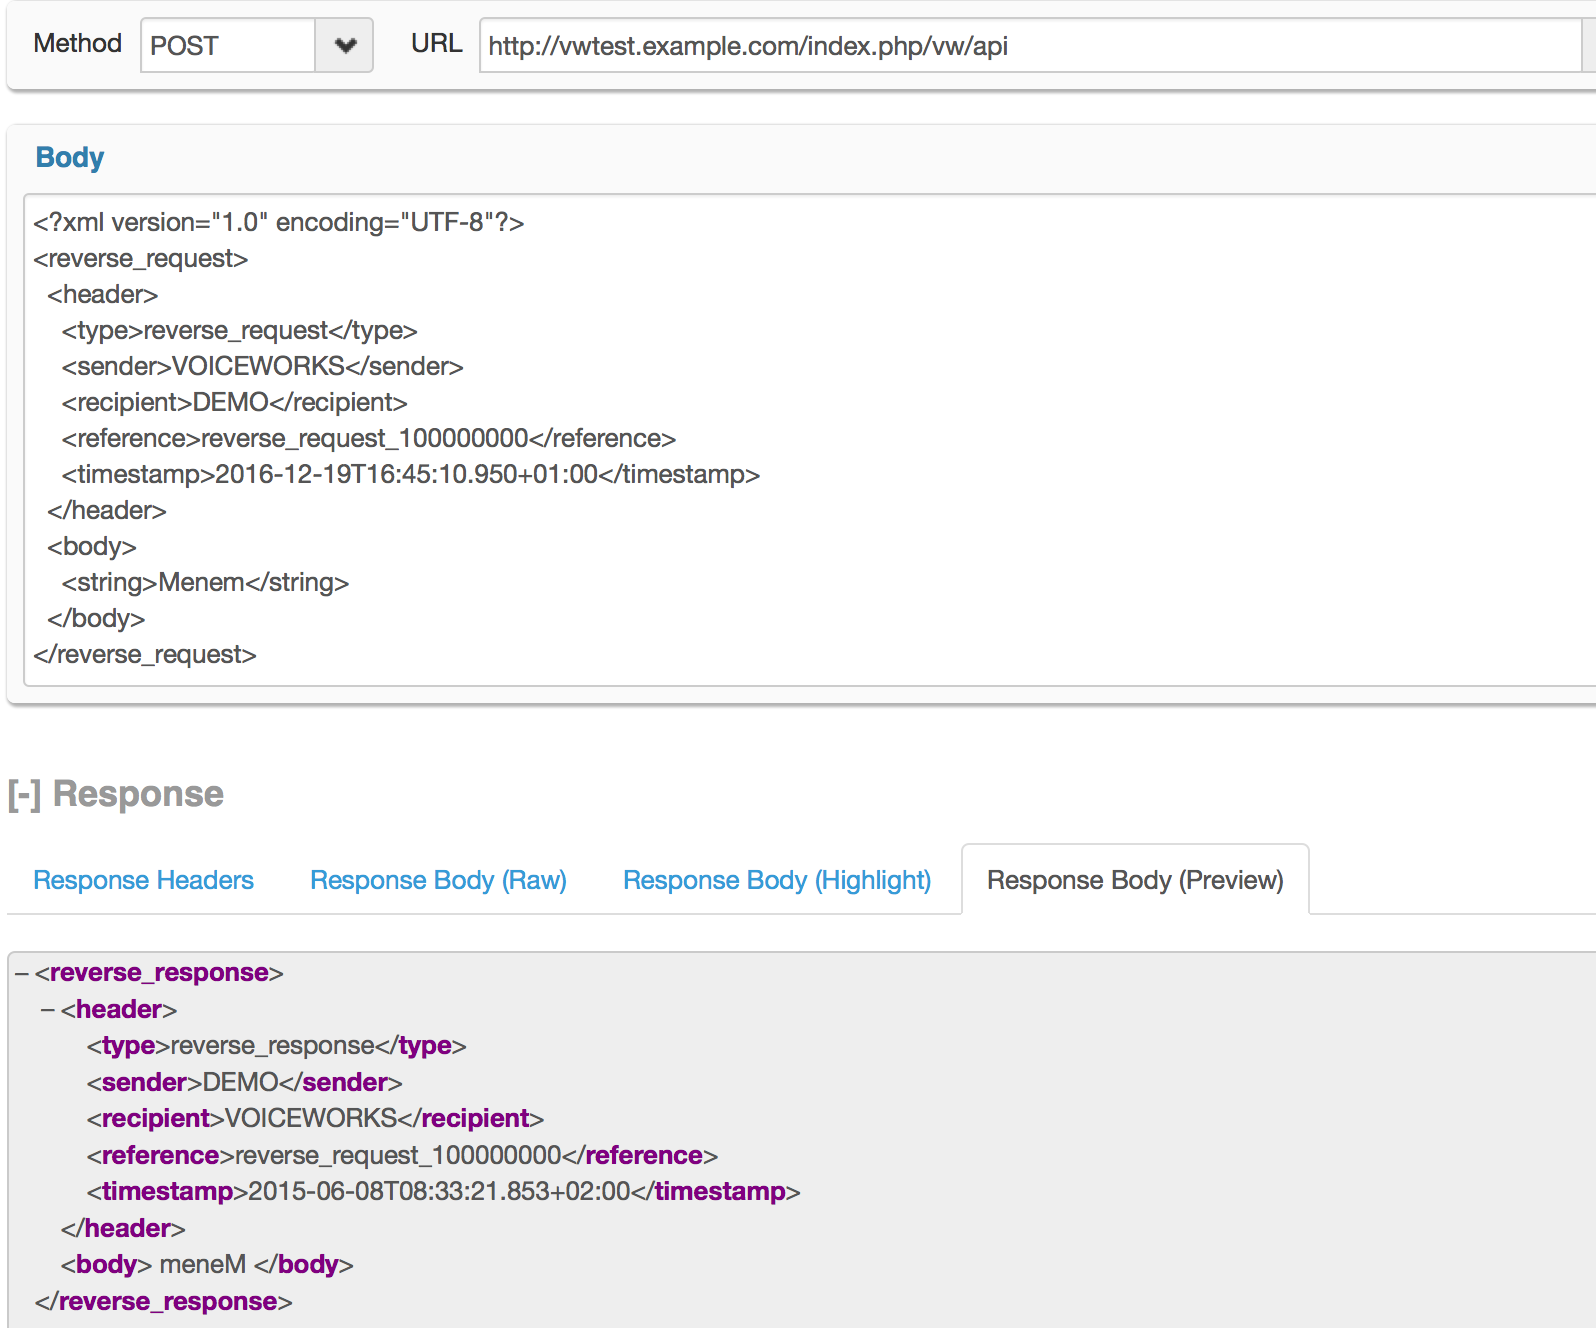 Method POST URL http://vwtest.example.com/index.php/vw/api
Body
<?xml version="1.0" encoding="UTF-8"?>
<reverse_request>
<header>
<type>reverse_request</type>
<sender>VOICEWORKS</sender>
<recipient>DEMO</recipient>
<reference>reverse_request_100000000</reference>
<timestamp>2016-12-19T16:45:10.950+01:00</timestamp>
</header>
<body>
<string>Menem</string>
</body>
</reverse_request>
[-] Response
Response Headers Response Body (Raw) Response Body (Highlight) Response Body (Preview)
– <reverse_response>
– <header>
<type>reverse_response</type>
<sender>DEMO</sender>
<recipient>VOICEWORKS</recipient>
<reference>reverse_request_100000000</reference>
<timestamp>2015-06-08T08:33:21.853+02:00</timestamp>
</header>
<body> meneM </body>
</reverse_response>